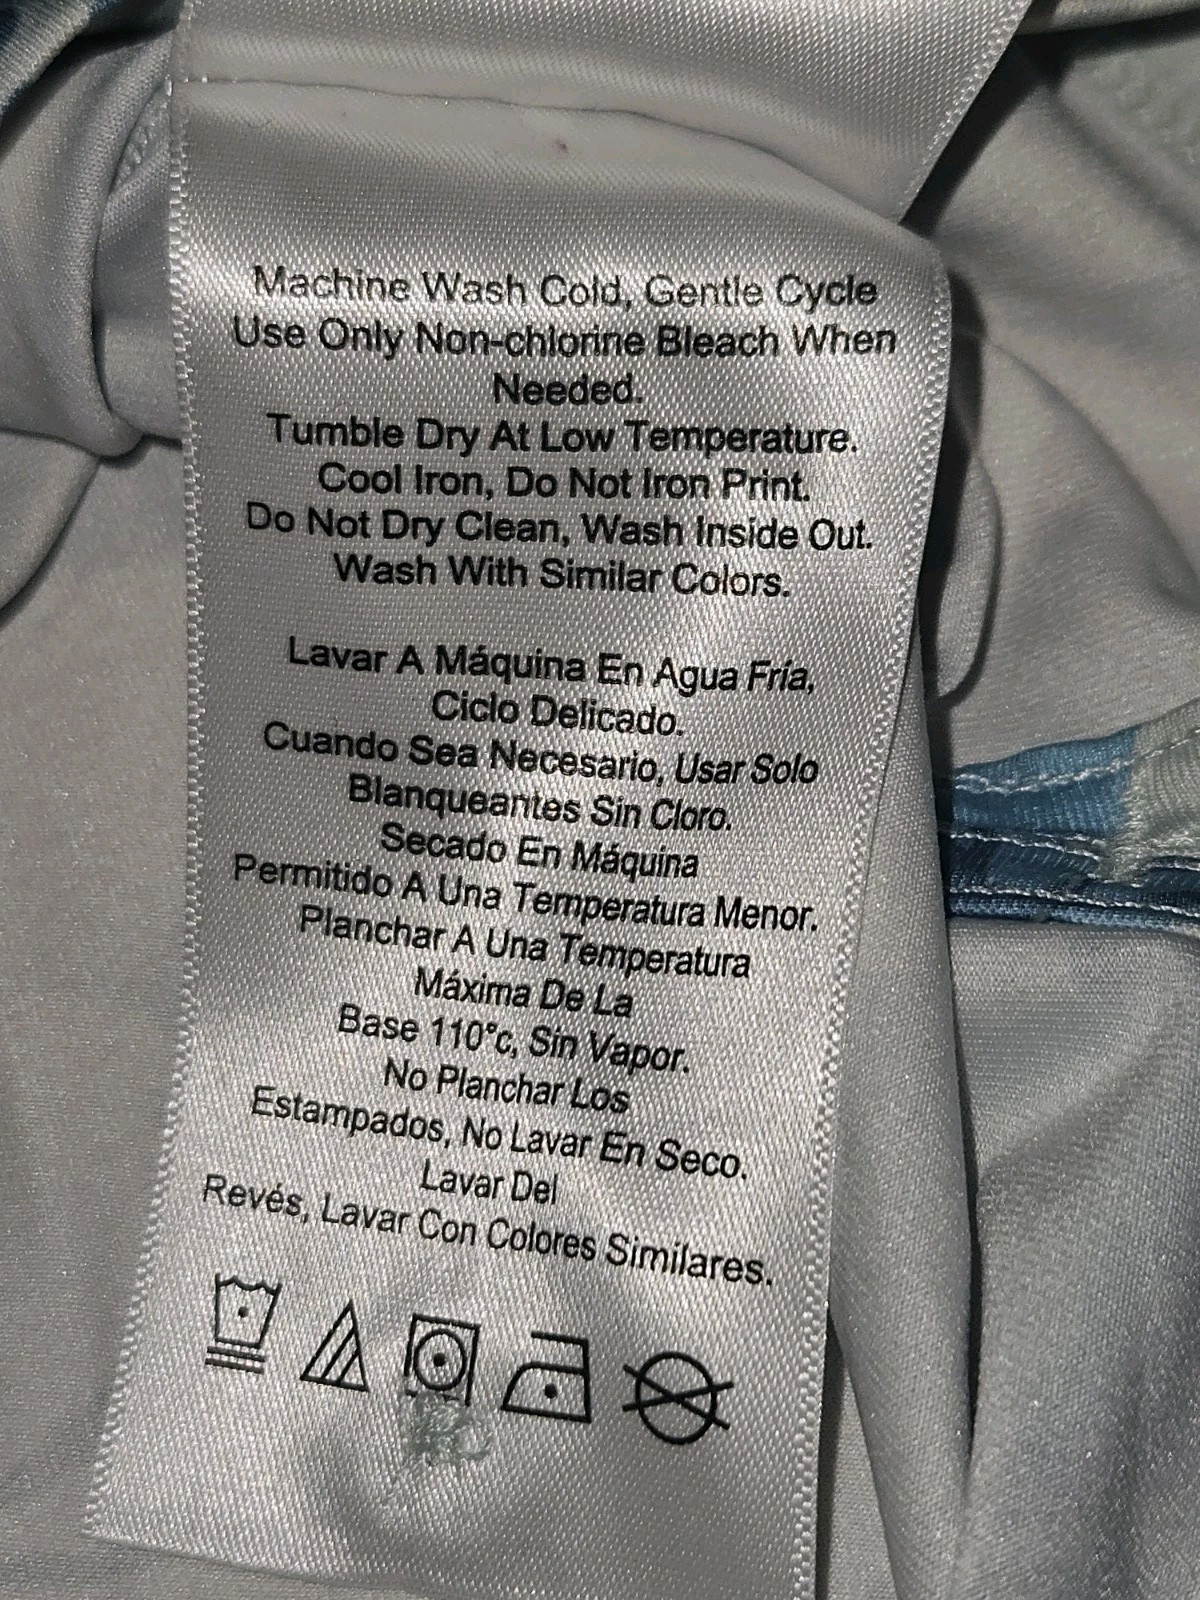 Machine Wash Cold, Gentle Cycle
Use Only Non-chlorine Bleach When
Needed.
Tumble Dry At Low Temperature.
Cool Iron, Do Not Iron Print.
Do Not Dry Clean, Wash Inside Out.
Wash With Similar Colors.
Lavar A Máquina En Agua Fría,
Ciclo Delicado.
Cuando Sea Necesario, Usar Solo
Blanqueantes Sin Cloro.
Secado En Máquina
Permitido A Una Temperatura Menor.
Planchar A Una Temperatura
Máxima De La
Base 110°c, Sin Vapor.
No Planchar Los
Estampados, No Lavar En Seco.
Lavar Del
Revés, Lavar Con Colores Similares.